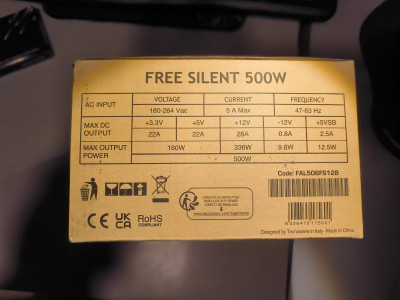 FREE SILENT 500W
AC INPUT VOLTAGE CURRENT FREQUENCY
180-264 Vac 5 A Max 47-63 Hz
MAX DC OUTPUT +3.3V +5V +12V -12V +5VSB
22A 22A 28A 0.8A 2.5A
MAX OUTPUT POWER 160W 336W 9.6W 12.5W
500W
Code: FAL506FS12B
CE UK CA RoHS
COMPLIANT
Designed by Tecnoware in Italy - Made in China